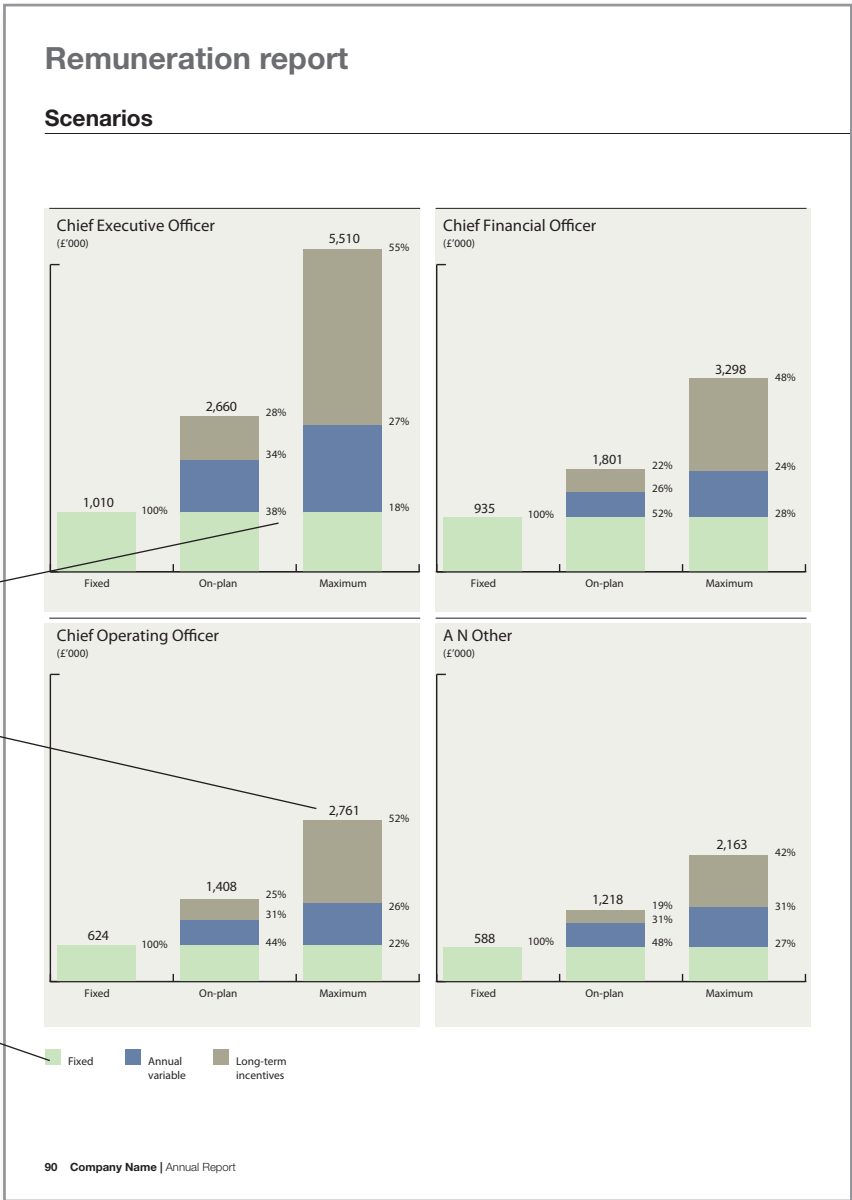 Remuneration report
Scenarios
Chief Executive Officer
(£'000)
5,510
55%
2,660
28%
27%
34%
1,010
100%
38%
18%
Fixed
On-plan
Maximum
Chief Financial Officer
(£'000)
3,298
48%
1,801
22%
24%
26%
935
100%
52%
28%
Fixed
On-plan
Maximum
Chief Operating Officer
(£'000)
2,761
52%
1,408
25%
26%
31%
624
100%
44%
22%
Fixed
On-plan
Maximum
A N Other
(£'000)
2,163
42%
1,218
19%
31%
31%
588
100%
48%
27%
Fixed
On-plan
Maximum
Fixed
Annual
variable
Long-term
incentives
90 Company Name | Annual Report